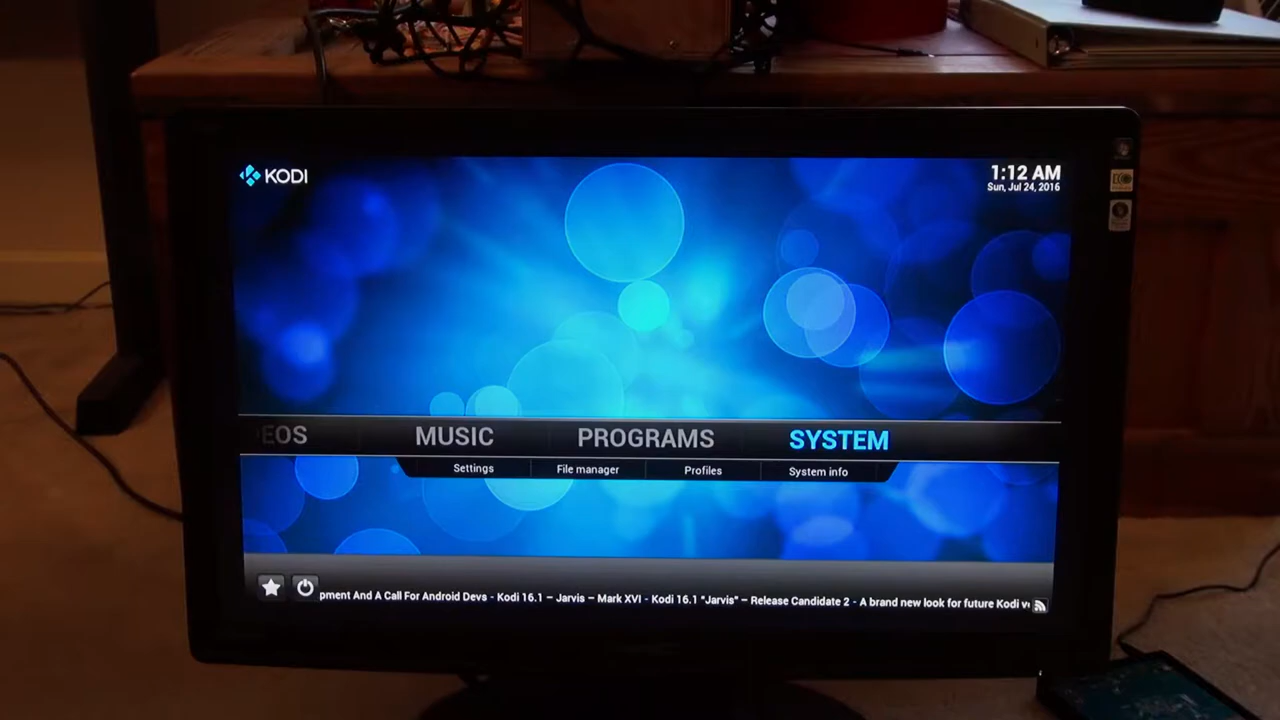 KODI
1:12 AM
Sun, Jul 24, 2016
EOS MUSIC PROGRAMS SYSTEM
Settings File manager Profiles System info
pment And A Call For Android Devs - Kodi 16.1 – Jarvis – Mark XVI - Kodi 16.1 "Jarvis" – Release Candidate 2 - A brand new look for future Kodi v